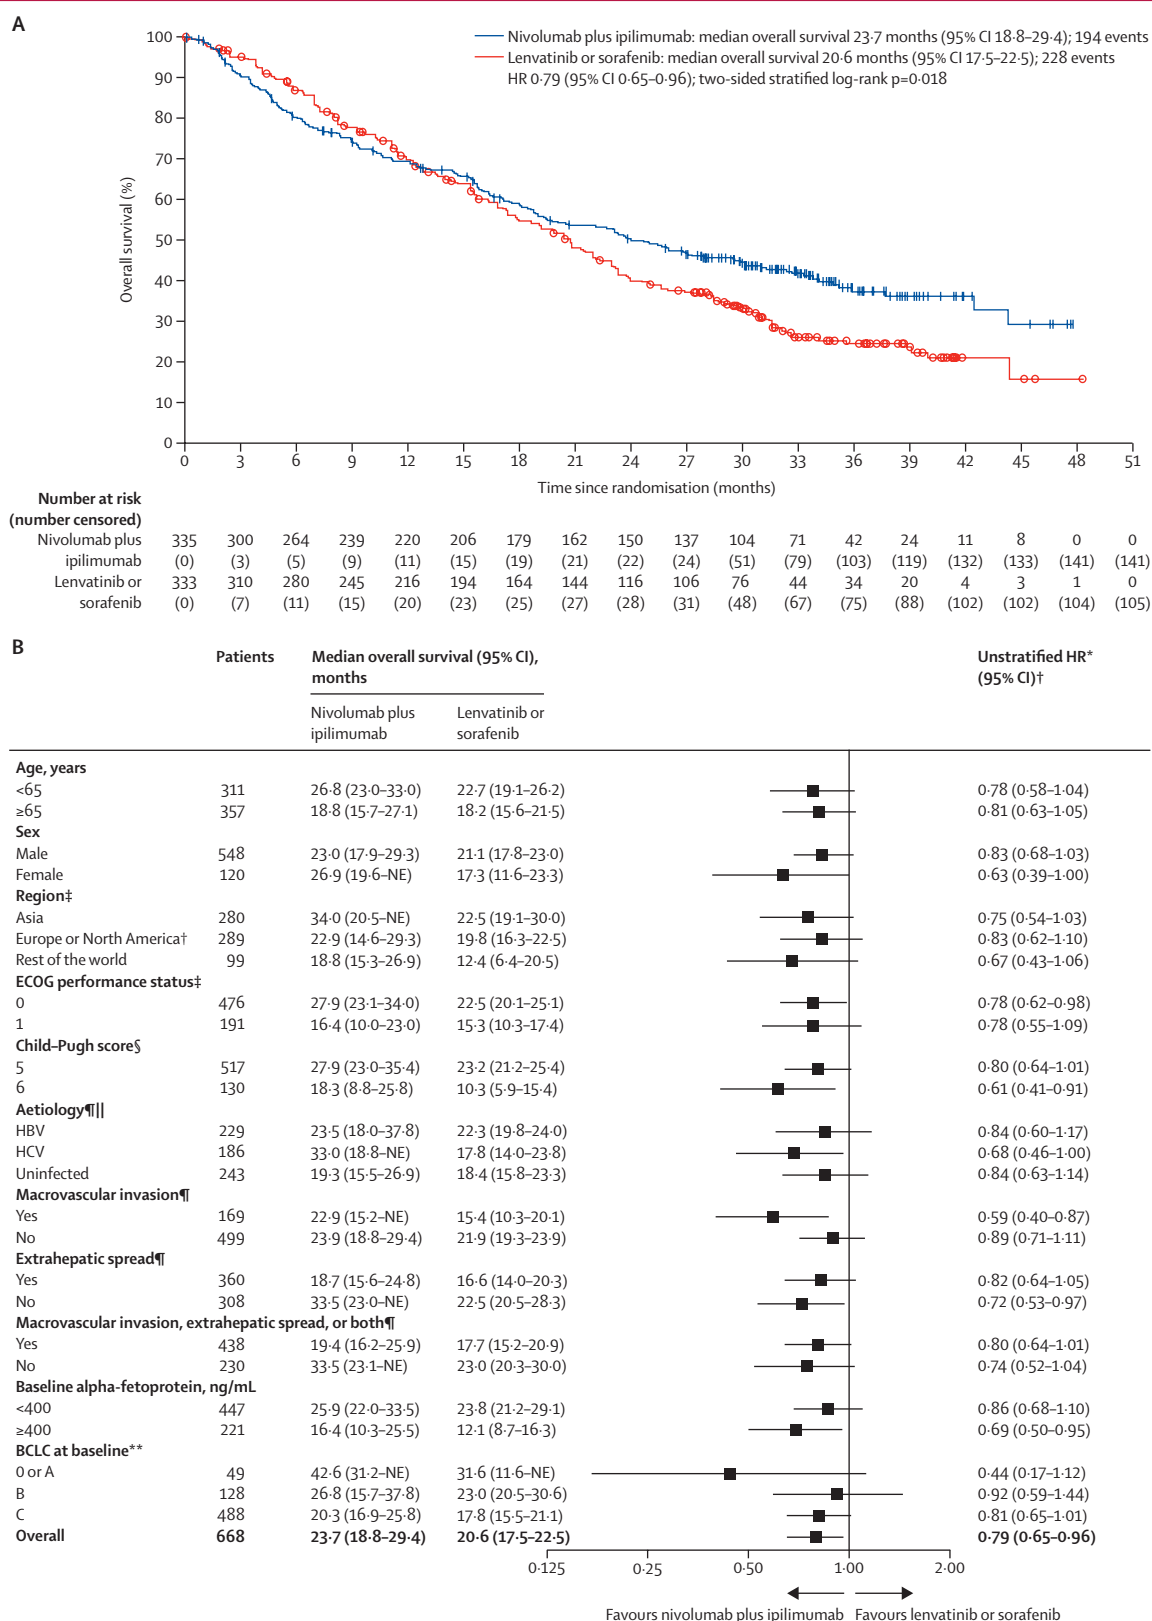 A
Nivolumab plus ipilimumab: median overall survival 23·7 months (95% CI 18·8–29·4); 194 events
Lenvatinib or sorafenib: median overall survival 20·6 months (95% CI 17·5–22·5); 228 events
HR 0·79 (95% CI 0·65–0·96); two-sided stratified log-rank p=0·018
100
90
80
70
60
50
40
30
20
10
0
Overall survival (%)
0 3 6 9 12 15 18 21 24 27 30 33 36 39 42 45 48 51
Time since randomisation (months)
Number at risk
(number censored)
Nivolumab plus 335 300 264 239 220 206 179 162 150 137 104 71 42 24 11 8 0 0
ipilimumab (0) (3) (5) (9) (11) (15) (19) (21) (22) (24) (51) (79) (103) (119) (132) (133) (141) (141)
Lenvatinib or 333 310 280 245 216 194 164 144 116 106 76 44 34 20 4 3 1 0
sorafenib (0) (7) (11) (15) (20) (23) (25) (27) (28) (31) (48) (67) (75) (88) (102) (102) (104) (105)
B
Patients Median overall survival (95% CI), Unstratified HR*
months (95% CI)†
Nivolumab plus Lenvatinib or
ipilimumab sorafenib
Age, years
<65 311 26·8 (23·0–33·0) 22·7 (19·1–26·2) 0·78 (0·58–1·04)
≥65 357 18·8 (15·7–27·1) 18·2 (15·6–21·5) 0·81 (0·63–1·05)
Sex
Male 548 23·0 (17·9–29·3) 21·1 (17·8–23·0) 0·83 (0·68–1·03)
Female 120 26·9 (19·6–NE) 17·3 (11·6–23·3) 0·63 (0·39–1·00)
Region‡
Asia 280 34·0 (20·5–NE) 22·5 (19·1–30·0) 0·75 (0·54–1·03)
Europe or North America† 289 22·9 (14·6–29·3) 19·8 (16·3–22·5) 0·83 (0·62–1·10)
Rest of the world 99 18·8 (15·3–26·9) 12·4 (6·4–20·5) 0·67 (0·43–1·06)
ECOG performance status‡
0 476 27·9 (23·1–34·0) 22·5 (20·1–25·1) 0·78 (0·62–0·98)
1 191 16·4 (10·0–23·0) 15·3 (10·3–17·4) 0·78 (0·55–1·09)
Child–Pugh score§
5 517 27·9 (23·0–35·4) 23·2 (21·2–25·4) 0·80 (0·64–1·01)
6 130 18·3 (8·8–25·8) 10·3 (5·9–15·4) 0·61 (0·41–0·91)
Aetiology¶||
HBV 229 23·5 (18·0–37·8) 22·3 (19·8–24·0) 0·84 (0·60–1·17)
HCV 186 33·0 (18·8–NE) 17·8 (14·0–23·8) 0·68 (0·46–1·00)
Uninfected 243 19·3 (15·5–26·9) 18·4 (15·8–23·3) 0·84 (0·63–1·14)
Macrovascular invasion¶
Yes 169 22·9 (15·2–NE) 15·4 (10·3–20·1) 0·59 (0·40–0·87)
No 499 23·9 (18·8–29·4) 21·9 (19·3–23·9) 0·89 (0·71–1·11)
Extrahepatic spread¶
Yes 360 18·7 (15·6–24·8) 16·6 (14·0–20·3) 0·82 (0·64–1·05)
No 308 33·5 (23·0–NE) 22·5 (20·5–28·3) 0·72 (0·53–0·97)
Macrovascular invasion, extrahepatic spread, or both¶
Yes 438 19·4 (16·2–25·9) 17·7 (15·2–20·9) 0·80 (0·64–1·01)
No 230 33·5 (23·1–NE) 23·0 (20·3–30·0) 0·74 (0·52–1·04)
Baseline alpha-fetoprotein, ng/mL
<400 447 25·9 (22·0–33·5) 23·8 (21·2–29·1) 0·86 (0·68–1·10)
≥400 221 16·4 (10·3–25·5) 12·1 (8·7–16·3) 0·69 (0·50–0·95)
BCLC at baseline**
0 or A 49 42·6 (31·2–NE) 31·6 (11·6–NE) 0·44 (0·17–1·12)
B 128 26·8 (15·7–37·8) 23·0 (20·5–30·6) 0·92 (0·59–1·44)
C 488 20·3 (16·9–25·8) 17·8 (15·5–21·1) 0·81 (0·65–1·01)
Overall 668 23·7 (18·8–29·4) 20·6 (17·5–22·5) 0·79 (0·65–0·96)
0·125 0·25 0·50 1·00 2·00
Favours nivolumab plus ipilimumab Favours lenvatinib or sorafenib